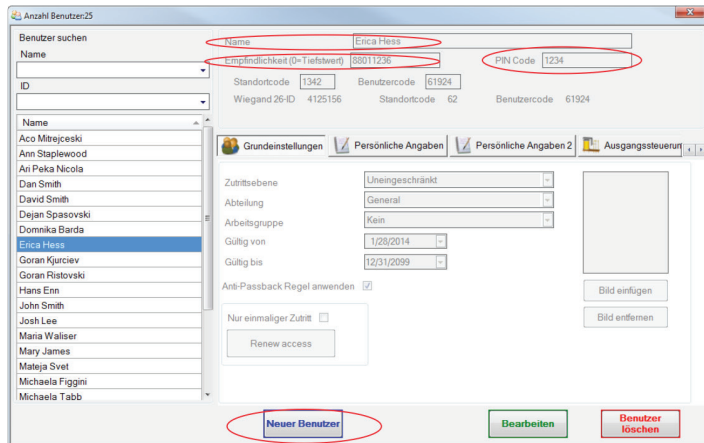 Anzahl Benutzer:25
Benutzer suchen
Name
ID
Name
Aco Mitrejceski
Ann Staplewood
Ari Peka Nicola
Dan Smith
David Smith
Dejan Spasovski
Domnika Barda
Erica Hess
Goran Kjurciev
Goran Ristovski
Hans Enn
John Smith
Josh Lee
Maria Waliser
Mary James
Mateja Svet
Michaela Figgini
Michaela Tabb
Name Erica Hess
Empfindlichkeit (0=Tiefstwert) 88011236 PIN Code 1234
Standortcode 1342 Benutzercode 61924
Wiegand 26-ID 4125156 Standortcode 62 Benutzercode 61924
Grundeinstellungen Persönliche Angaben Persönliche Angaben 2 Ausgangssteuerun
Zutrittsebene Uneingeschränkt
Abteilung General
Arbeitsgruppe Kein
Gültig von 1/28/2014
Gültig bis 12/31/2099
Anti-Passback Regel anwenden
Bild einfügen
Nur einmaliger Zutritt
Bild entfernen
Renew access
Neuer Benutzer Bearbeiten Benutzer
löschen